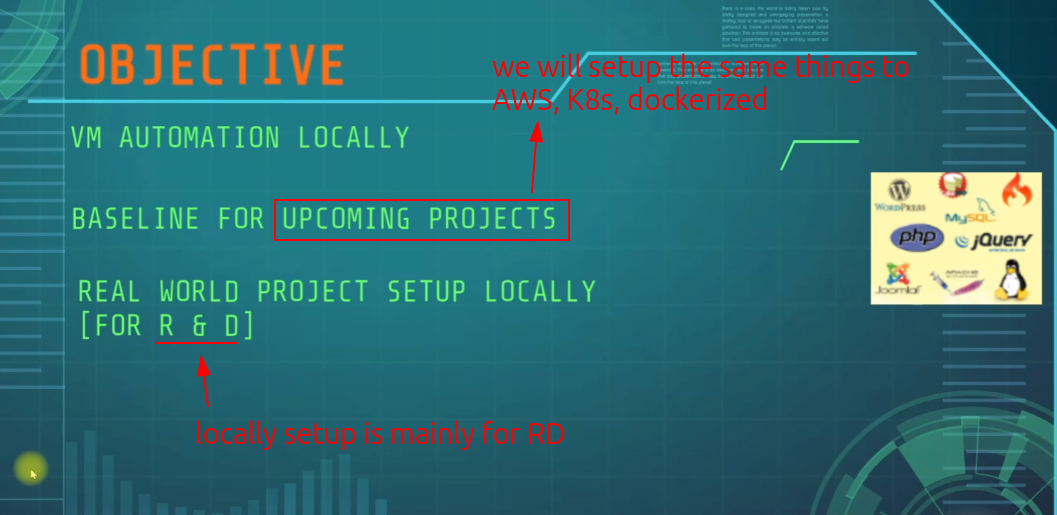 OBJECTIVE
we will setup the same things to
AWS, K8s, dockerized
VM AUTOMATION LOCALLY
BASELINE FOR UPCOMING PROJECTS
REAL WORLD PROJECT SETUP LOCALLY
[FOR R & D]
locally setup is mainly for RD
WORDPRESS
MySQL
php
jQuery
Joomla!
APACHE